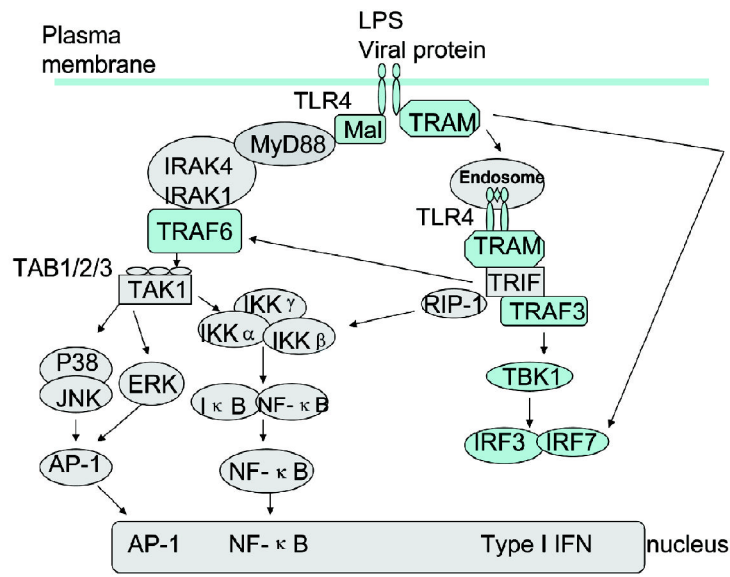 LPS
Viral protein
Plasma
membrane
TLR4
Mal
TRAM
MyD88
IRAK4
IRAK1
Endosome
TLR4
TRAF6
TRAM
TAB1/2/3
TAK1
TRIF
RIP-1
TRAF3
IKK γ
IKK α
IKK β
P38
JNK
ERK
TBK1
I κ B
NF-κB
IRF3
IRF7
AP-1
NF- κ B
AP-1
NF- κ B
Type I IFN
nucleus